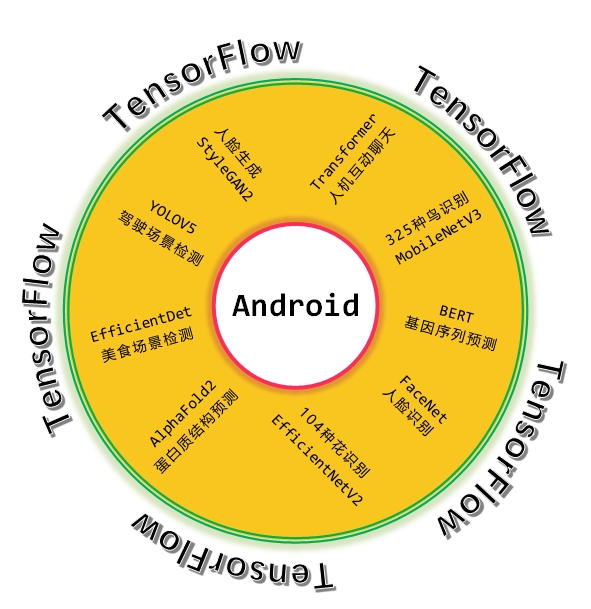 TensorFlow
TensorFlow
TensorFlow
TensorFlow
TensorFlow
人脸生成
StyleGAN2
Transformer
人机互动聊天
325种鸟识别
MobileNetV3
BERT
基因序列预测
FaceNet
人脸识别
104种花识别
EfficientNetV2
AlphaFold2
蛋白质结构预测
EfficientDet
美食场景检测
YOLOV5
驾驶场景检测
Android